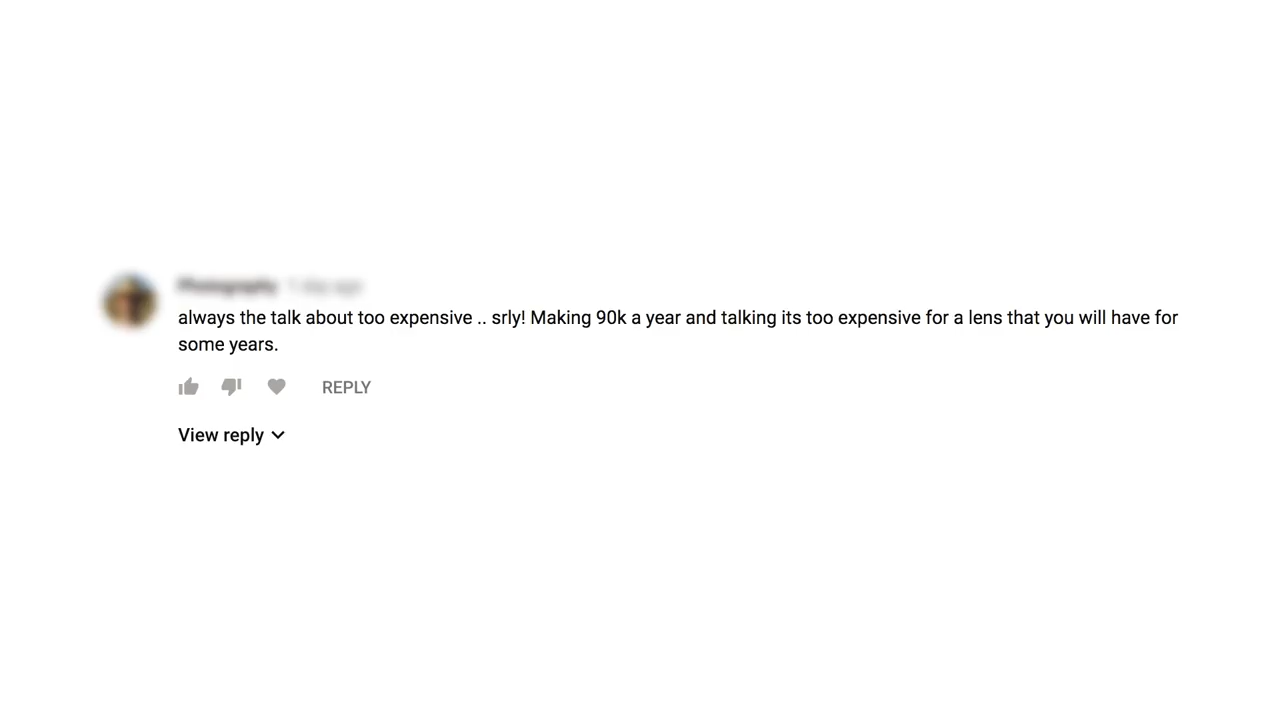 always the talk about too expensive .. srly! Making 90k a year and talking its too expensive for a lens that you will have for
some years.
REPLY
View reply